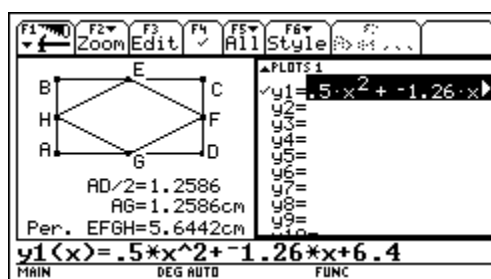 F1 F2 F3 F4 F5 F6 F7
Zoom Edit ✓ All Style
E
B C
H F
A D
G
AD/2=1.2586
AG=1.2586cm
Per. EFGH=5.6442cm
▲PLOTS 1
✓y1=.5·x² + ⁻1.26·x▶
y2=
y3=
y4=
y5=
y6=
y7=
y8=
y9=
y1(x)=.5*x^2+⁻1.26*x+6.4
MAIN DEG AUTO FUNC